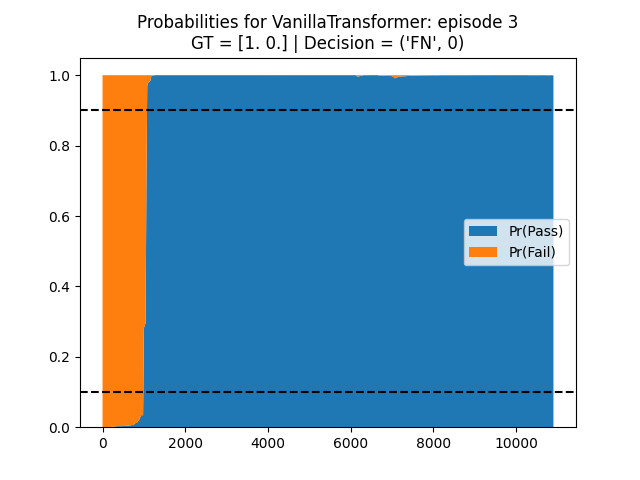 Probabilities for VanillaTransformer: episode 3
GT = [1. 0.] | Decision = ('FN', 0)
1.0
0.8
0.6
0.4
0.2
0.0
Pr(Pass)
Pr(Fail)
0 2000 4000 6000 8000 10000